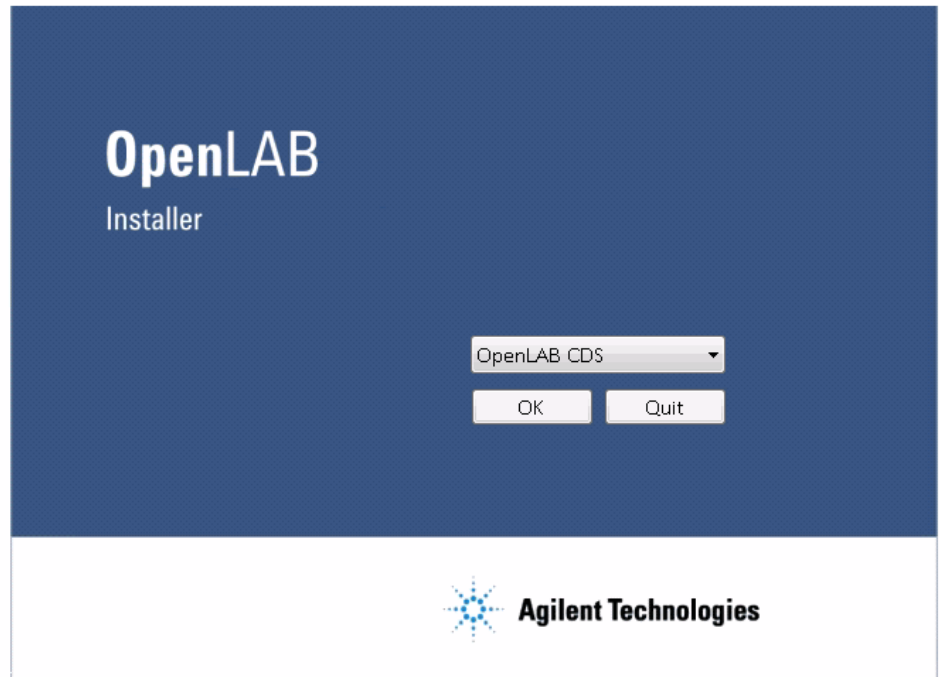 OpenLAB
Installer
OpenLAB CDS
OK
Quit
Agilent Technologies